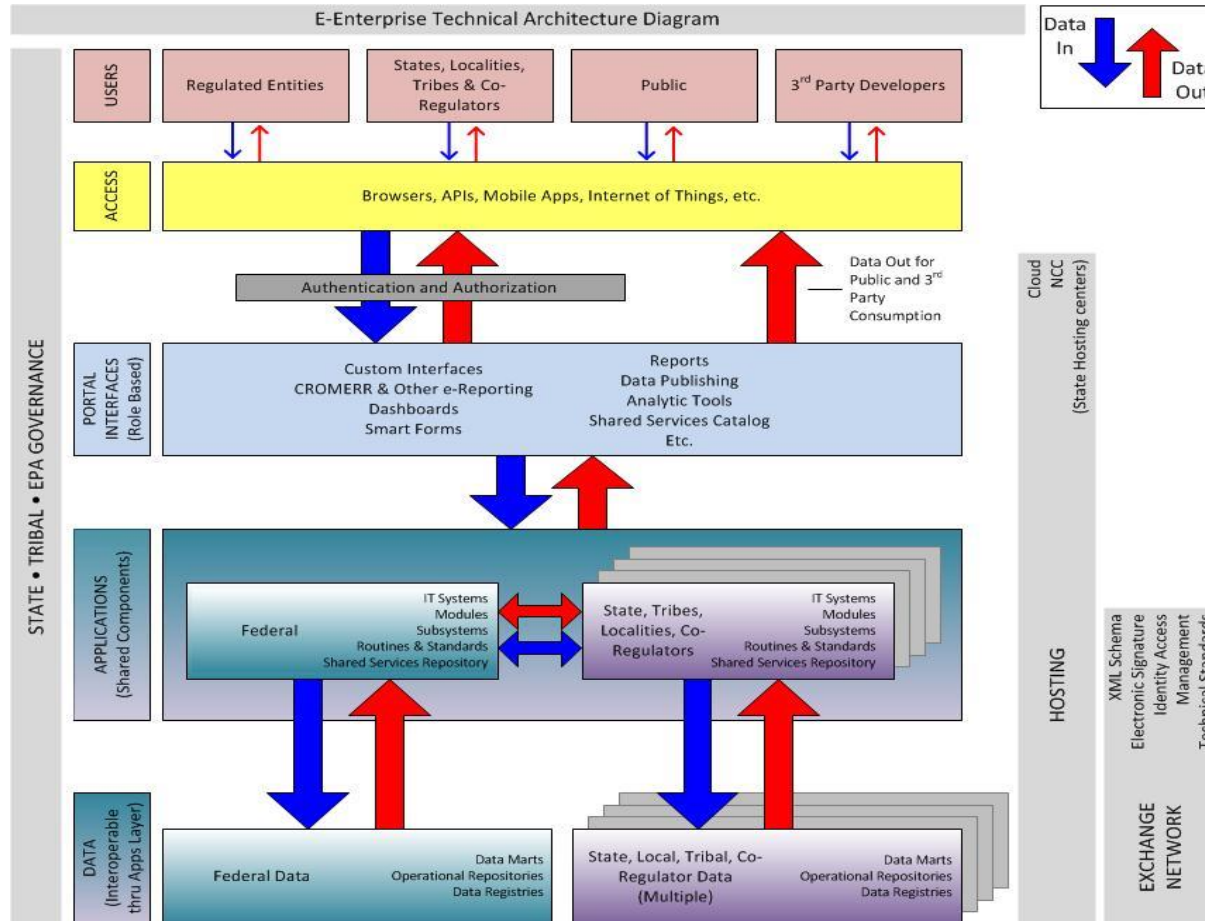 E-Enterprise Technical Architecture Diagram
Data
In
Data
Out
USERS
Regulated Entities
States, Localities,
Tribes & Co-
Regulators
Public
3rd Party Developers
ACCESS
Browsers, APIs, Mobile Apps, Internet of Things, etc.
Authentication and Authorization
Data Out for
Public and 3rd
Party
Consumption
STATE • TRIBAL • EPA GOVERNANCE
PORTAL
INTERFACES
(Role Based)
Custom Interfaces
CROMERR & Other e-Reporting
Dashboards
Smart Forms
Reports
Data Publishing
Analytic Tools
Shared Services Catalog
Etc.
APPLICATIONS
(Shared Components)
Federal
IT Systems
Modules
Subsystems
Routines & Standards
Shared Services Repository
State, Tribes,
Localities, Co-
Regulators
IT Systems
Modules
Subsystems
Routines & Standards
Shared Services Repository
DATA
(Interoperable
thru Apps Layer)
Federal Data
Data Marts
Operational Repositories
Data Registries
State, Local, Tribal, Co-
Regulator Data
(Multiple)
Data Marts
Operational Repositories
Data Registries
Cloud
NCC
(State Hosting centers)
HOSTING
XML Schema
Electronic Signature
Identity Access
Management
Technical Standards
EXCHANGE
NETWORK